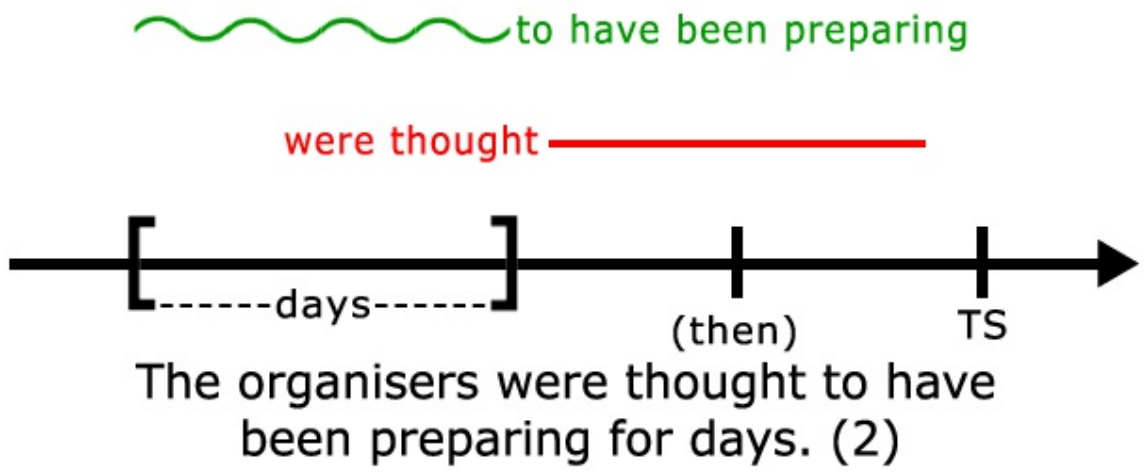 to have been preparing
were thought
[------days------]
(then)
TS
The organisers were thought to have
been preparing for days. (2)